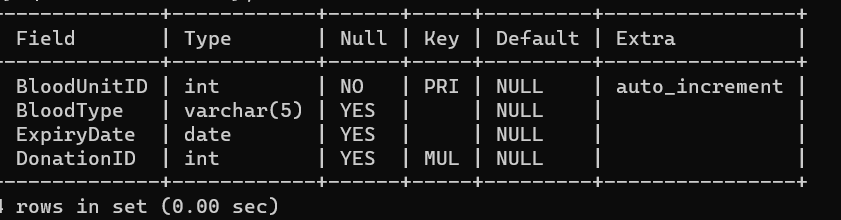 --------------+--------------+------+-----+---------+----------------+
Field | Type | Null | Key | Default | Extra |
--------------+--------------+------+-----+---------+----------------+
BloodUnitID | int | NO | PRI | NULL | auto_increment |
BloodType | varchar(5) | YES | | NULL | |
ExpiryDate | date | YES | | NULL | |
DonationID | int | YES | MUL | NULL | |
--------------+--------------+------+-----+---------+----------------+
4 rows in set (0.00 sec)